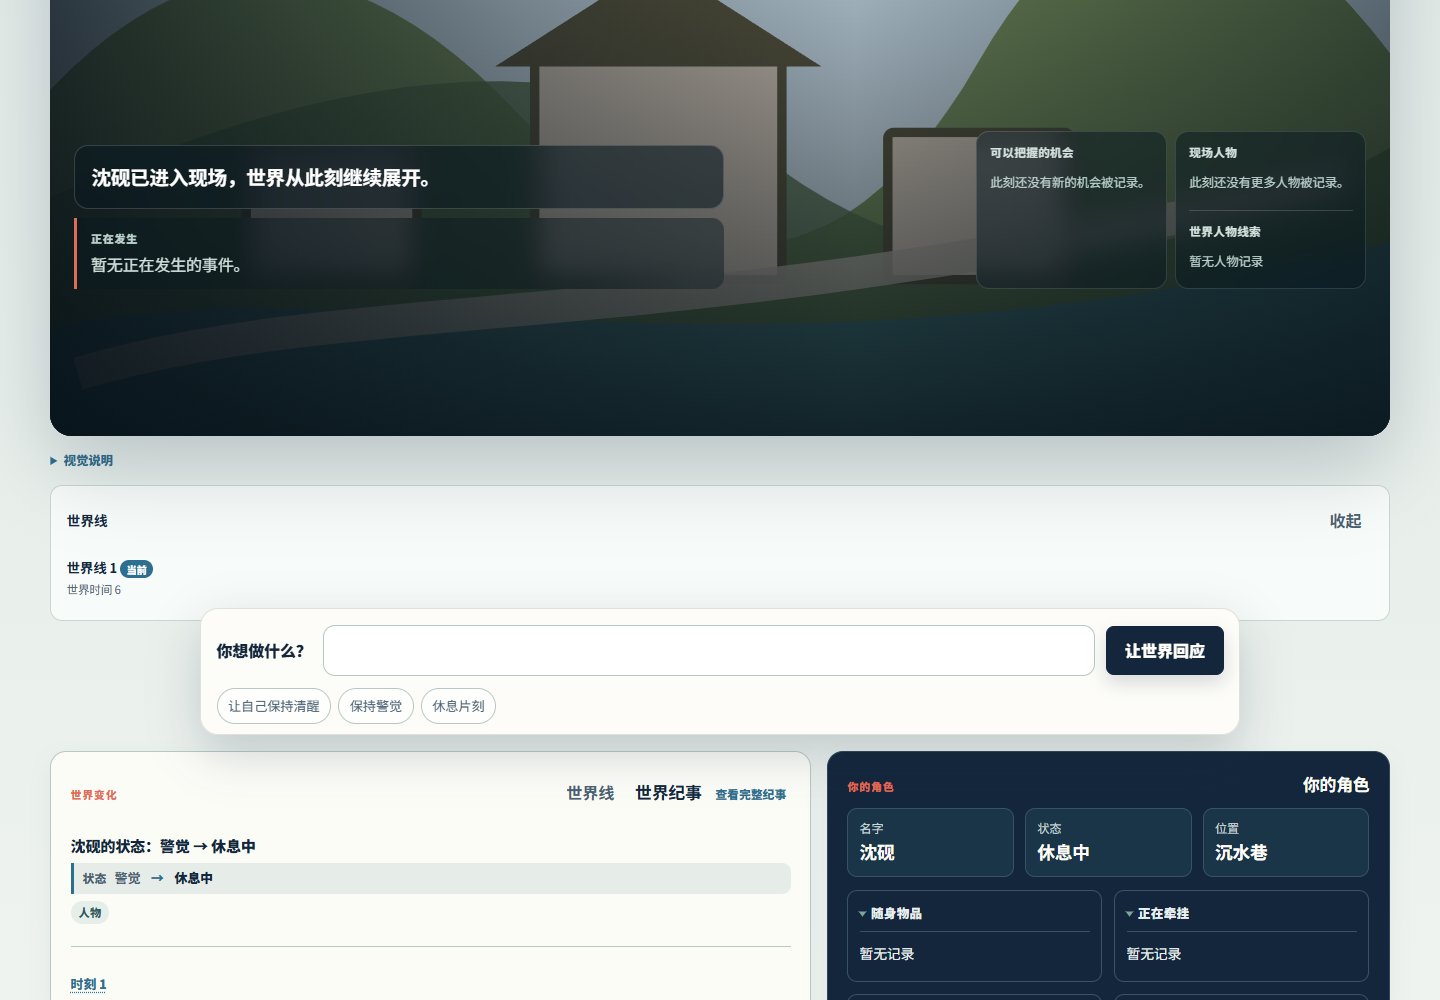 沈砚已进入现场，世界从此刻继续展开。
正在发生
暂无正在发生的事件。
可以把握的机会
此刻还没有新的机会被记录。
现场人物
此刻还没有更多人物被记录。
世界人物线索
暂无人物记录
视觉说明
世界线
收起
世界线 1 当前
世界时间 6
你想做什么？
让世界回应
让自己保持清醒
保持警觉
休息片刻
世界变化
世界线
世界纪事
查看完整纪事
沈砚的状态：警觉 → 休息中
状态 警觉 → 休息中
人物
时刻 1
你的角色
你的角色
名字
沈砚
状态
休息中
位置
沉水巷
随身物品
暂无记录
正在牵挂
暂无记录